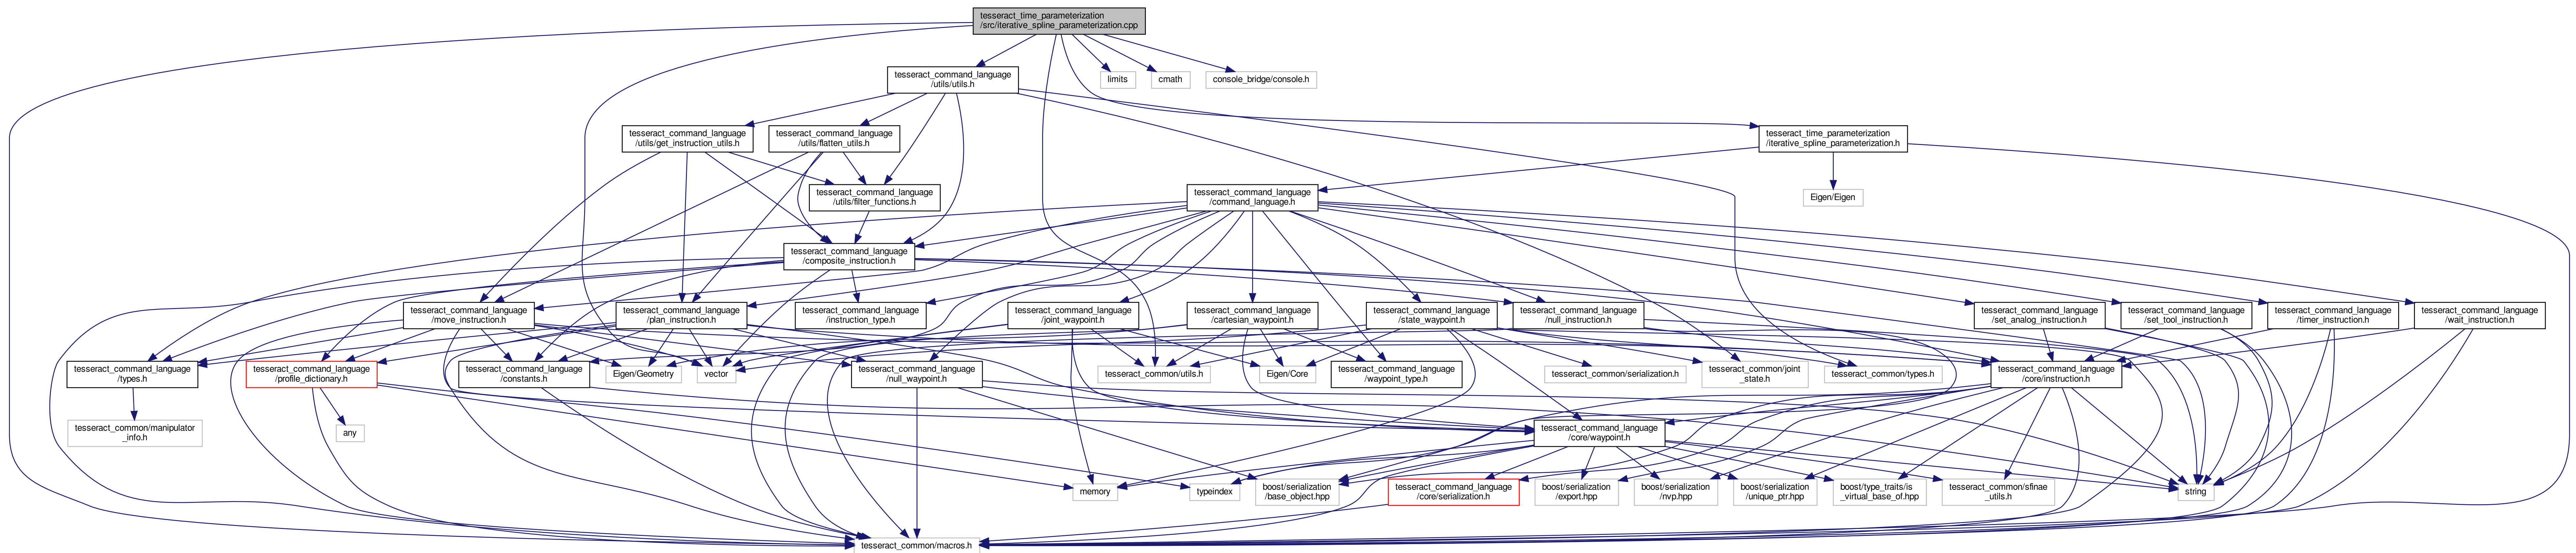 tesseract_time_parameterization
/src/iterative_spline_parameterization.cpp
tesseract_command_language
/utils/utils.h
limits
cmath
console_bridge/console.h
tesseract_command_language
/utils/get_instruction_utils.h
tesseract_command_language
/utils/flatten_utils.h
tesseract_time_parameterization
/iterative_spline_parameterization.h
tesseract_command_language
/utils/filter_functions.h
tesseract_command_language
/command_language.h
Eigen/Eigen
tesseract_command_language
/composite_instruction.h
tesseract_command_language
/move_instruction.h
tesseract_command_language
/plan_instruction.h
tesseract_command_language
/instruction_type.h
tesseract_command_language
/joint_waypoint.h
tesseract_command_language
/cartesian_waypoint.h
tesseract_command_language
/state_waypoint.h
tesseract_command_language
/null_instruction.h
tesseract_command_language
/set_analog_instruction.h
tesseract_command_language
/set_tool_instruction.h
tesseract_command_language
/timer_instruction.h
tesseract_command_language
/wait_instruction.h
tesseract_command_language
/types.h
tesseract_command_language
/profile_dictionary.h
tesseract_command_language
/constants.h
Eigen/Geometry
vector
tesseract_command_language
/null_waypoint.h
tesseract_common/utils.h
Eigen/Core
tesseract_command_language
/waypoint_type.h
tesseract_common/serialization.h
tesseract_common/joint
_state.h
tesseract_common/types.h
tesseract_command_language
/core/instruction.h
tesseract_common/manipulator
_info.h
any
tesseract_command_language
/core/waypoint.h
memory
typeindex
boost/serialization
/base_object.hpp
tesseract_command_language
/core/serialization.h
boost/serialization
/export.hpp
boost/serialization
/nvp.hpp
boost/serialization
/unique_ptr.hpp
boost/type_traits/is
_virtual_base_of.hpp
tesseract_common/sfinae
_utils.h
string
tesseract_common/macros.h